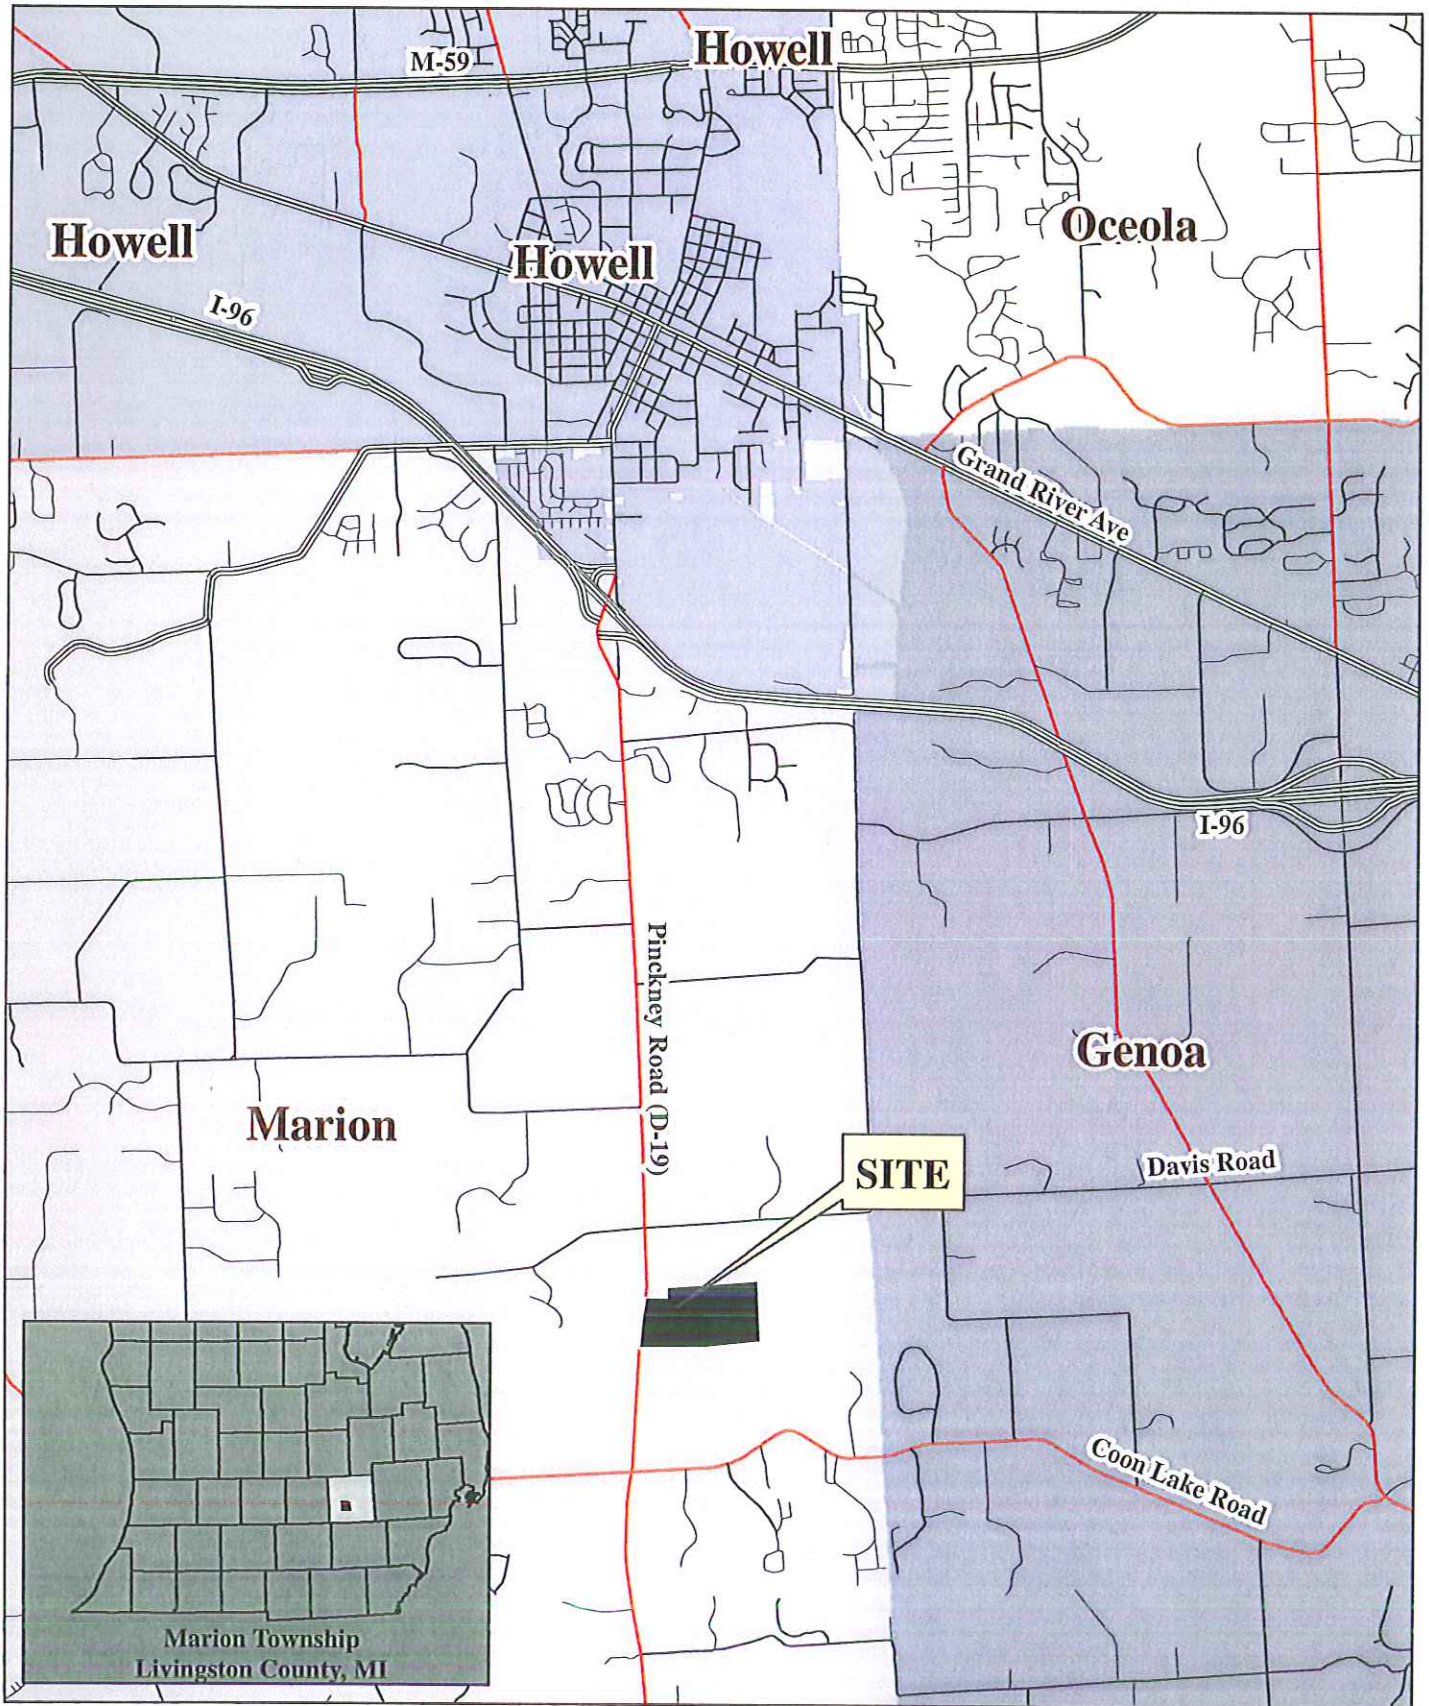 Howell
M-59
Howell
Oceola
Howell
I-96
Grand River Ave
I-96
Pinckney Road (D-19)
Genoa
Marion
Davis Road
SITE
Coon Lake Road
Marion Township
Livingston County, MI